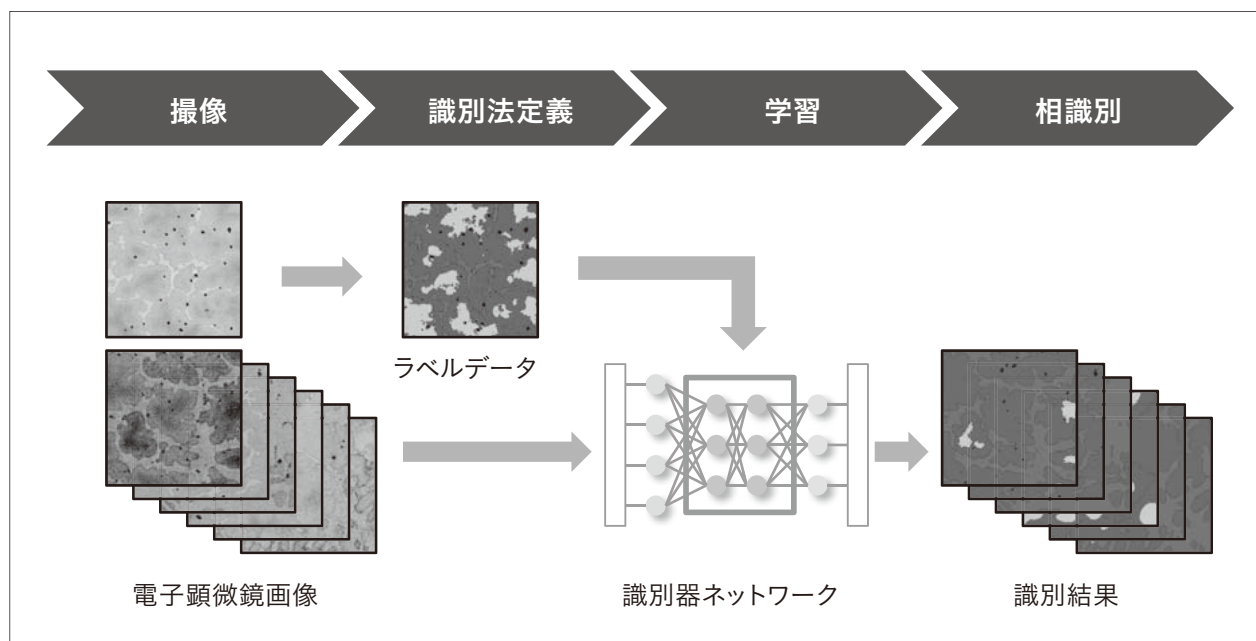 撮像
識別法定義
学習
相識別
ラベルデータ
電子顕微鏡画像
識別器ネットワーク
識別結果